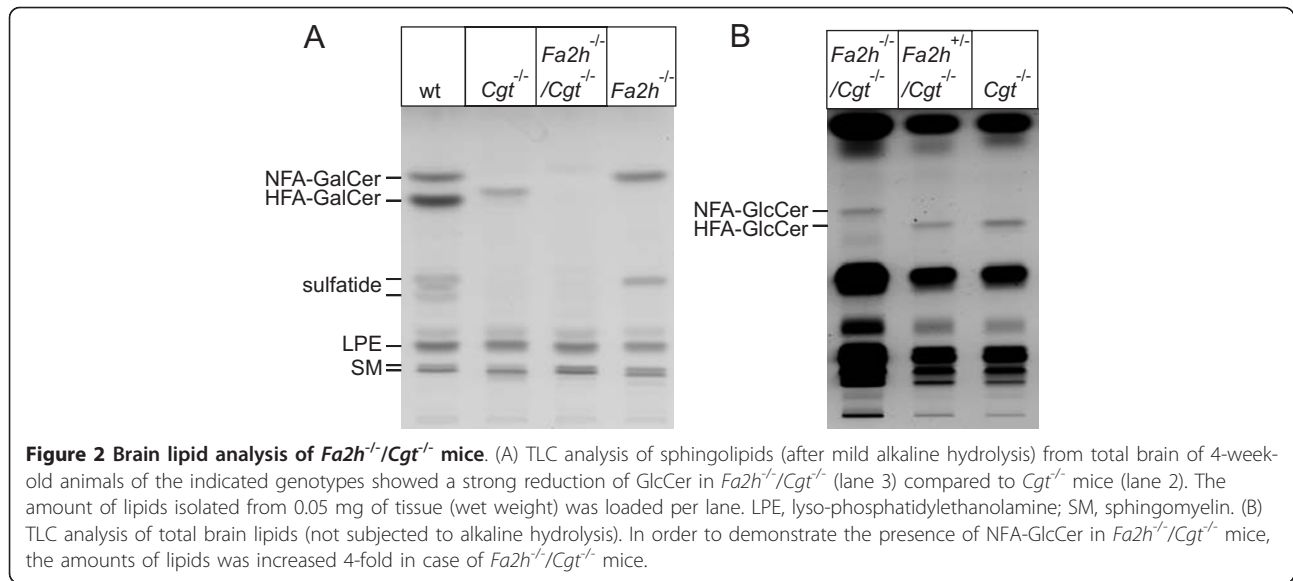 A
B
Fa2h-/-
/Cgt-/-
wt
Cgt-/-
Fa2h-/-
Fa2h-/-
/Cgt-/-
Fa2h+/-
/Cgt-/-
Cgt-/-
NFA-GalCer
HFA-GalCer
sulfatide
LPE
SM
NFA-GlcCer
HFA-GlcCer
Figure 2 Brain lipid analysis of Fa2h-/-/Cgt-/- mice. (A) TLC analysis of sphingolipids (after mild alkaline hydrolysis) from total brain of 4-week-
old animals of the indicated genotypes showed a strong reduction of GlcCer in Fa2h-/-/Cgt-/- (lane 3) compared to Cgt-/- mice (lane 2). The
amount of lipids isolated from 0.05 mg of tissue (wet weight) was loaded per lane. LPE, lyso-phosphatidylethanolamine; SM, sphingomyelin. (B)
TLC analysis of total brain lipids (not subjected to alkaline hydrolysis). In order to demonstrate the presence of NFA-GlcCer in Fa2h-/-/Cgt-/- mice,
the amounts of lipids was increased 4-fold in case of Fa2h-/-/Cgt-/- mice.